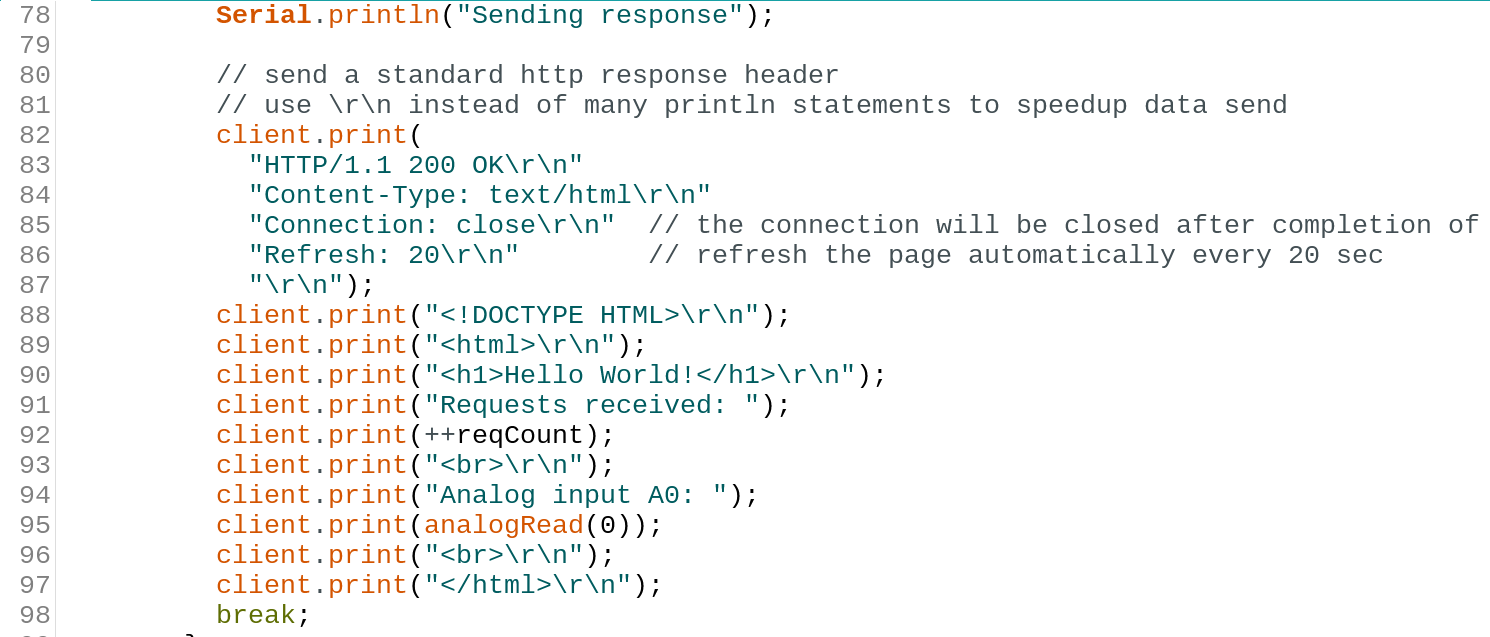 78 Serial.println("Sending response");
79
80 // send a standard http response header
81 // use \r\n instead of many println statements to speedup data send
82 client.print(
83 "HTTP/1.1 200 OK\r\n"
84 "Content-Type: text/html\r\n"
85 "Connection: close\r\n" // the connection will be closed after completion of
86 "Refresh: 20\r\n" // refresh the page automatically every 20 sec
87 "\r\n");
88 client.print("<!DOCTYPE HTML>\r\n");
89 client.print("<html>\r\n");
90 client.print("<h1>Hello World!</h1>\r\n");
91 client.print("Requests received: ");
92 client.print(++reqCount);
93 client.print("<br>\r\n");
94 client.print("Analog input A0: ");
95 client.print(analogRead(0));
96 client.print("<br>\r\n");
97 client.print("</html>\r\n");
98 break;